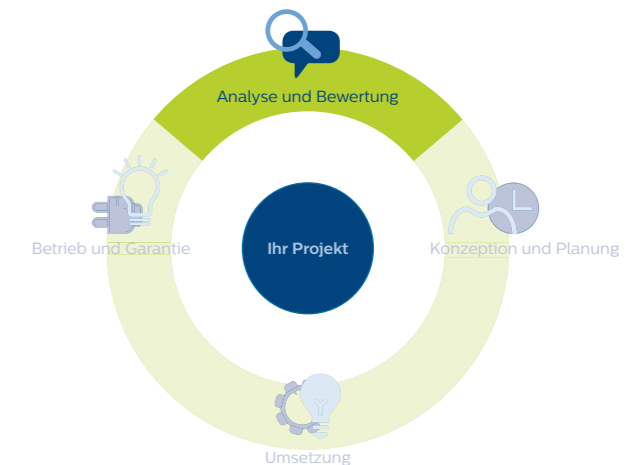 Analyse und Bewertung
Betrieb und Garantie
Ihr Projekt
Konzeption und Planung
Umsetzung